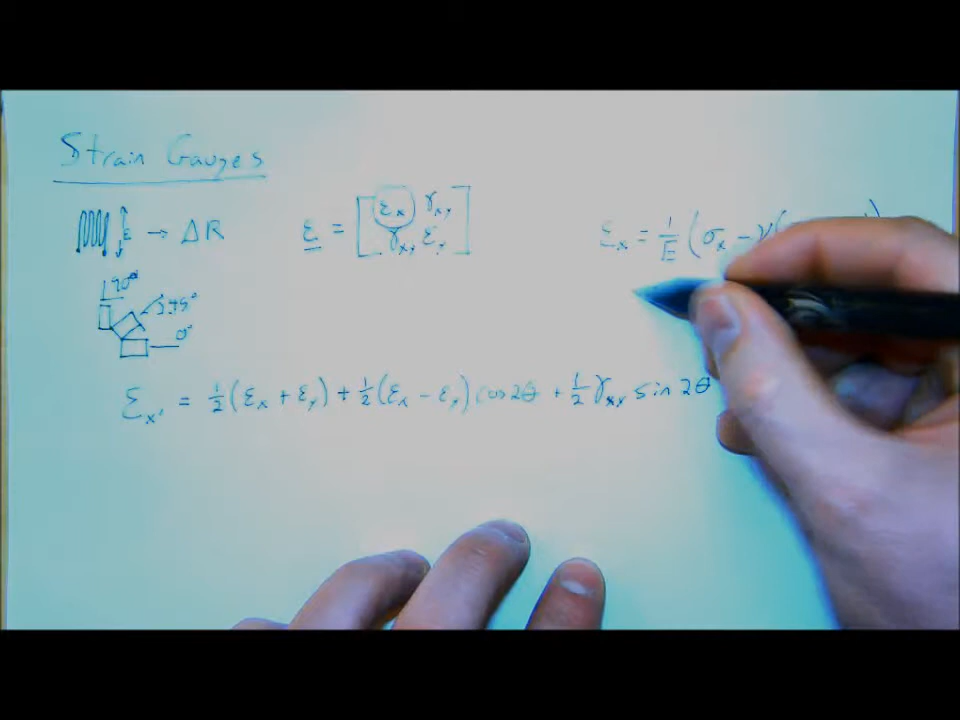 Strain Gauges
ε → ΔR
ε = [ εx γxy
γxy εy ]
εx = 1/E (σx − ν(
90°
45°
0°
εx' = 1/2 (εx + εy) + 1/2 (εx − εy) cos 2θ + 1/2 γxy sin 2θ